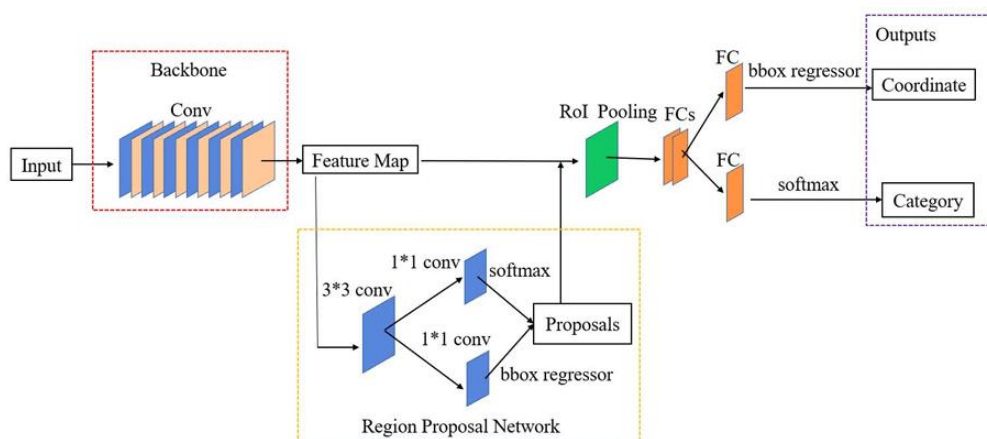 Outputs
FC
bbox regressor
Coordinate
Backbone
Conv
RoI Pooling
FCs
Input
Feature Map
FC
softmax
Category
1*1 conv
softmax
3*3 conv
Proposals
1*1 conv
bbox regressor
Region Proposal Network